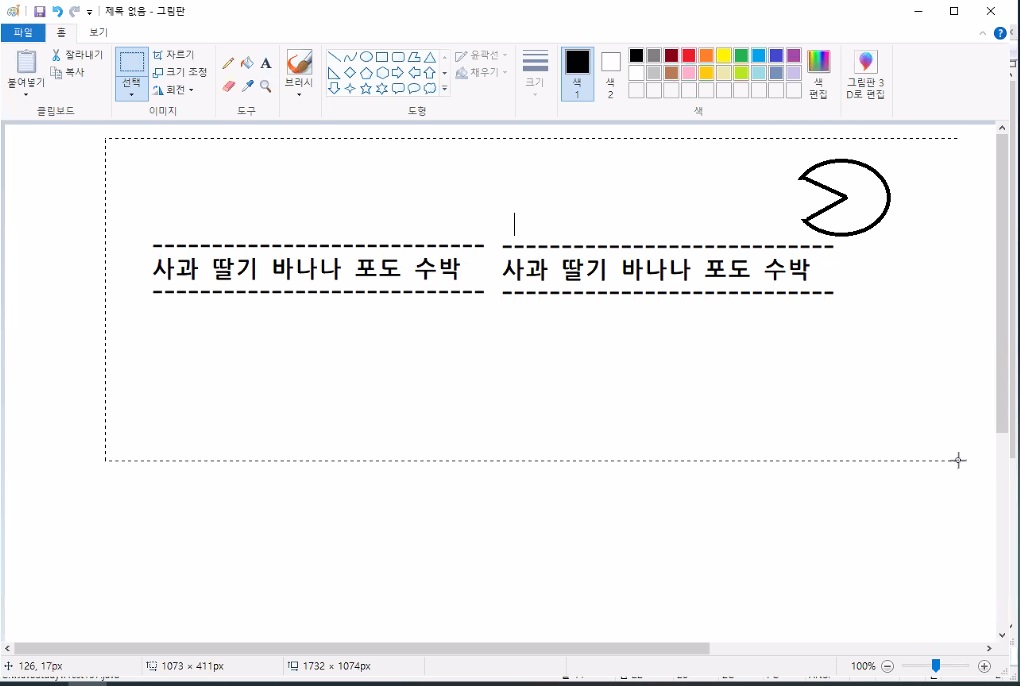 제목 없음 - 그림판
파일 홈 보기
붙여넣기 잘라내기 복사
클립보드
선택 자르기 크기 조정 회전
이미지
A
도구
브러시
윤곽선 채우기
도형
크기
색 1 색 2
색 편집
색
그림판 3D로 편집
--------------------------- ---------------------------
사과 딸기 바나나 포도 수박 사과 딸기 바나나 포도 수박
--------------------------- ---------------------------
126, 17px 1073 × 411px 1732 × 1074px 100%